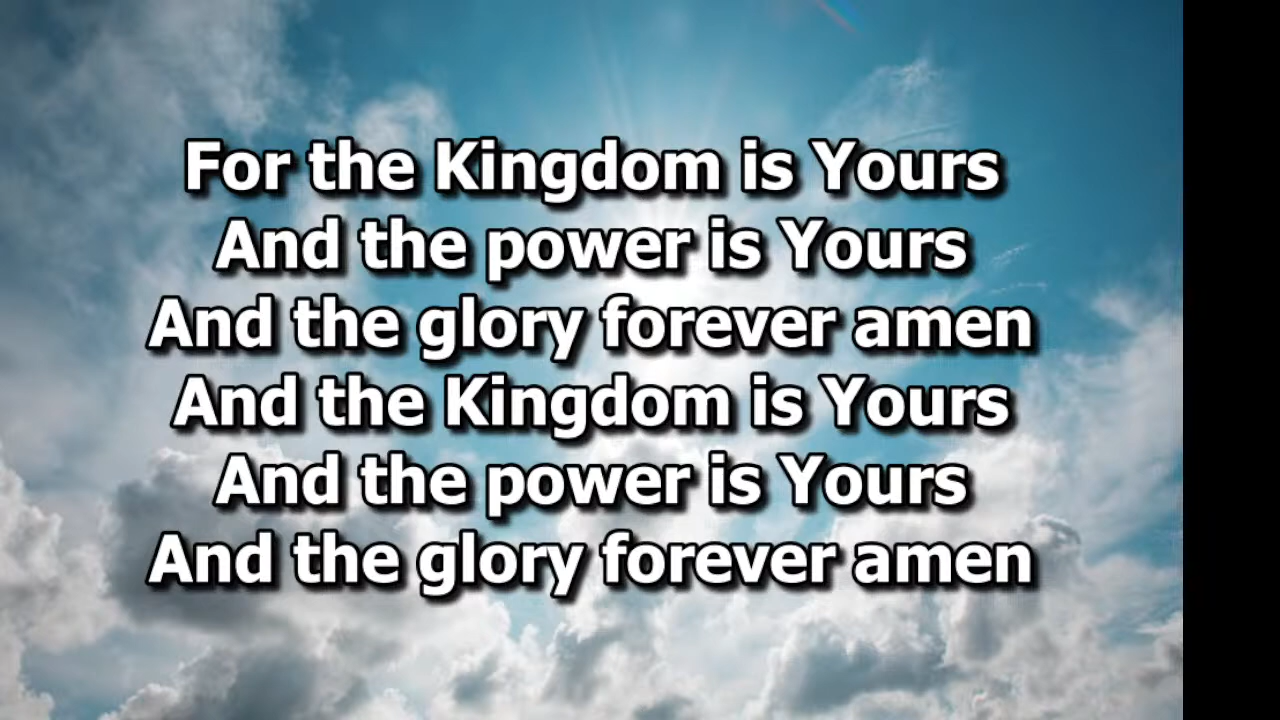 For the Kingdom is Yours
And the power is Yours
And the glory forever amen
And the Kingdom is Yours
And the power is Yours
And the glory forever amen